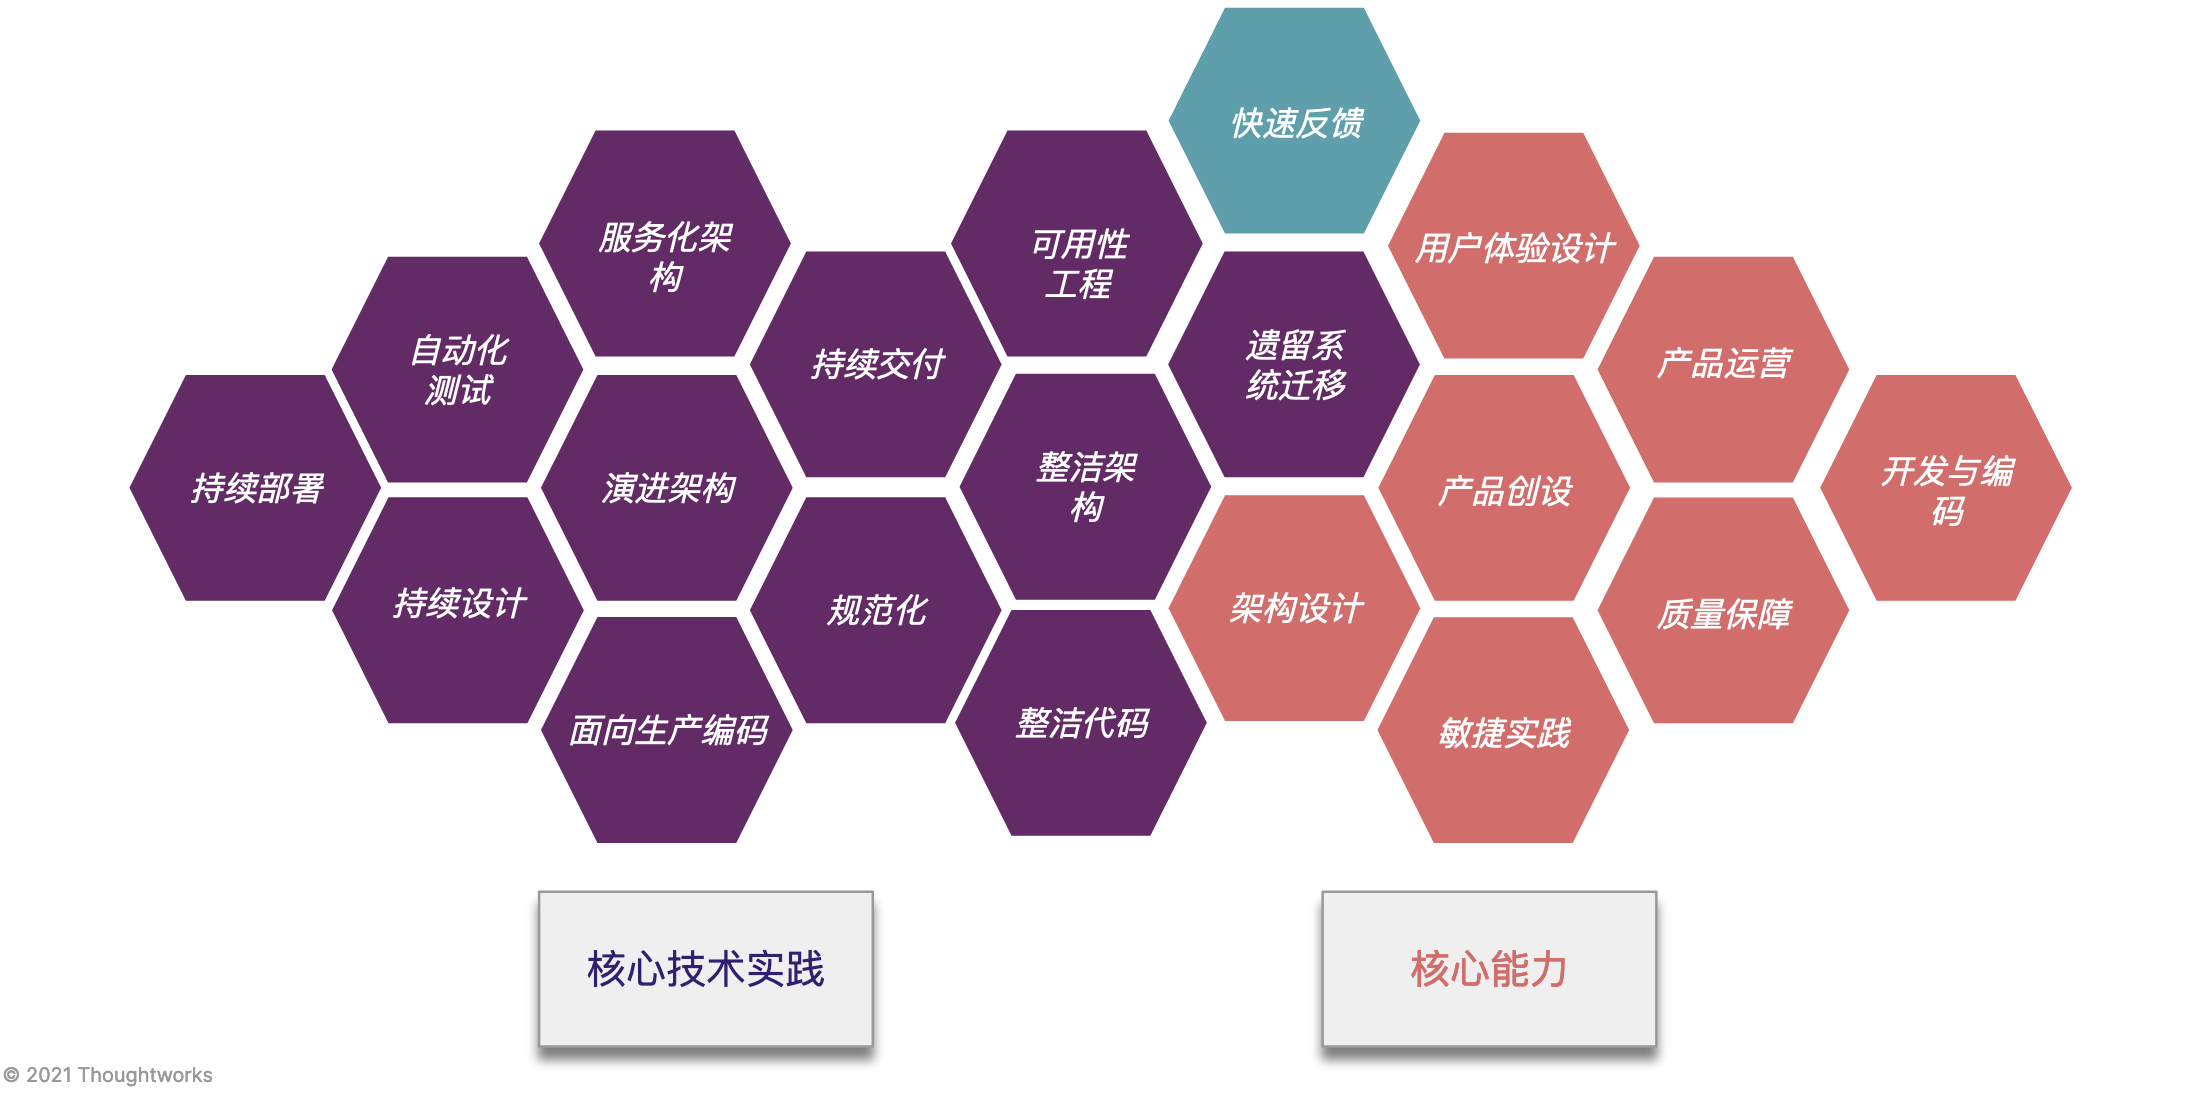 快速反馈
服务化架
构
可用性
工程
用户体验设计
自动化
测试
持续交付
遗留系
统迁移
产品运营
持续部署
演进架构
整洁架
构
产品创设
开发与编
码
持续设计
规范化
架构设计
质量保障
面向生产编码
整洁代码
敏捷实践
核心技术实践
核心能力
© 2021 Thoughtworks